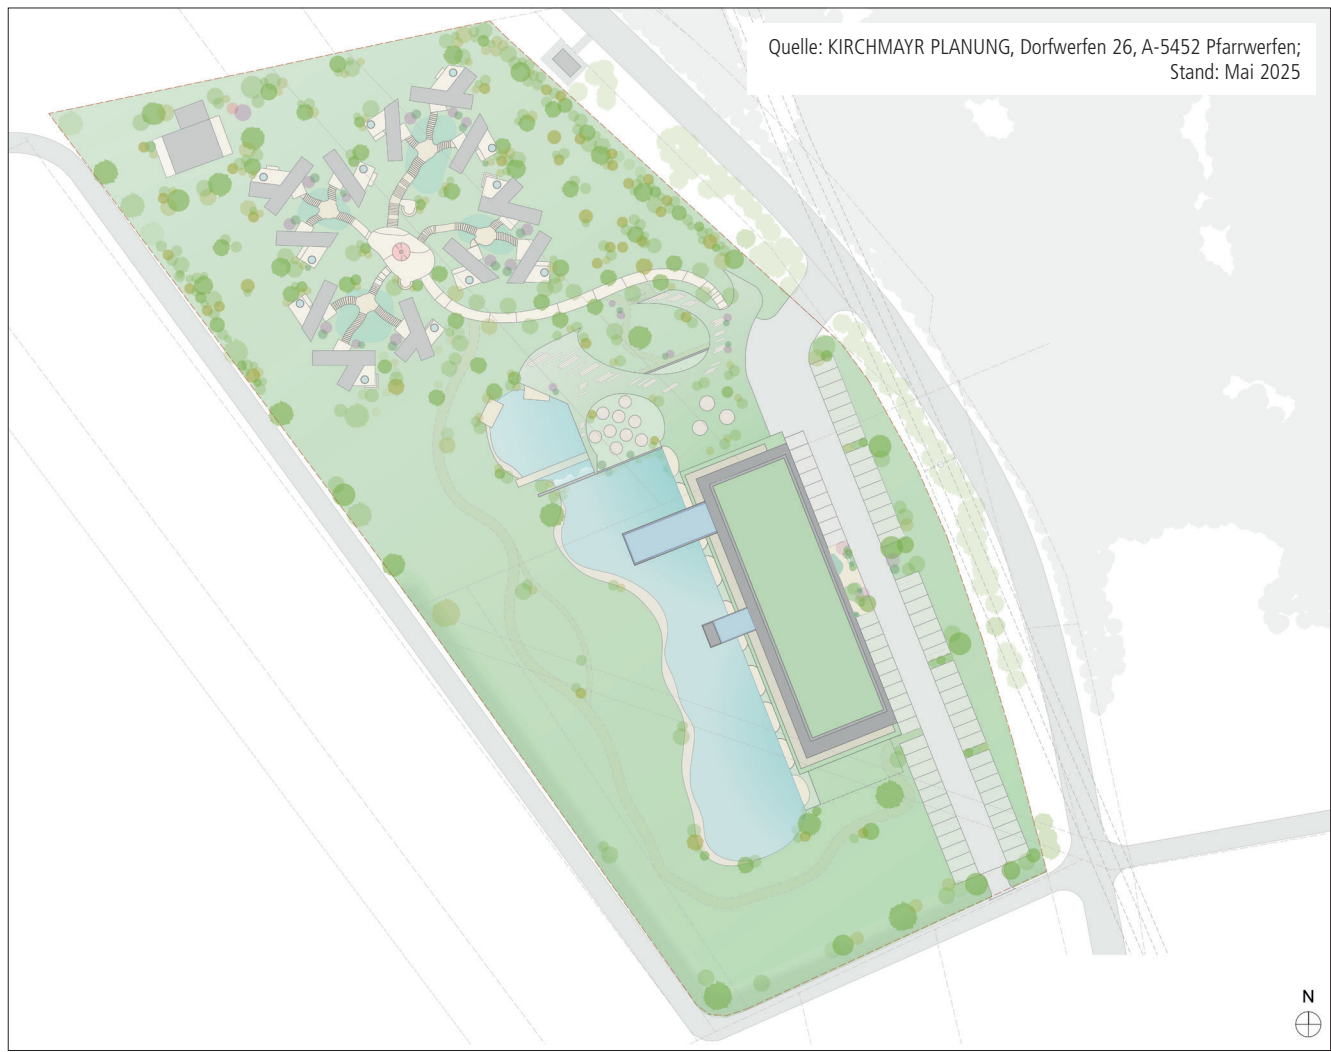 Quelle: KIRCHMAYR PLANUNG, Dorfwerfen 26, A-5452 Pfarrwerfen;
Stand: Mai 2025
N